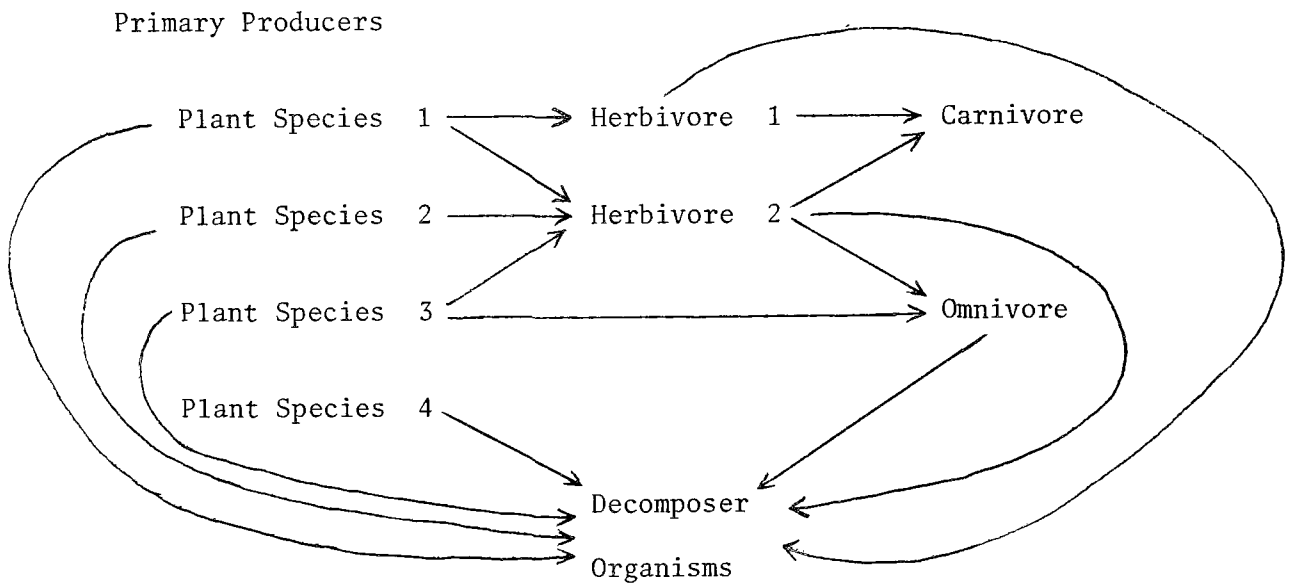 Primary Producers
Plant Species 1 Herbivore 1 Carnivore
Plant Species 2 Herbivore 2
Plant Species 3 Omnivore
Plant Species 4
Decomposer
Organisms